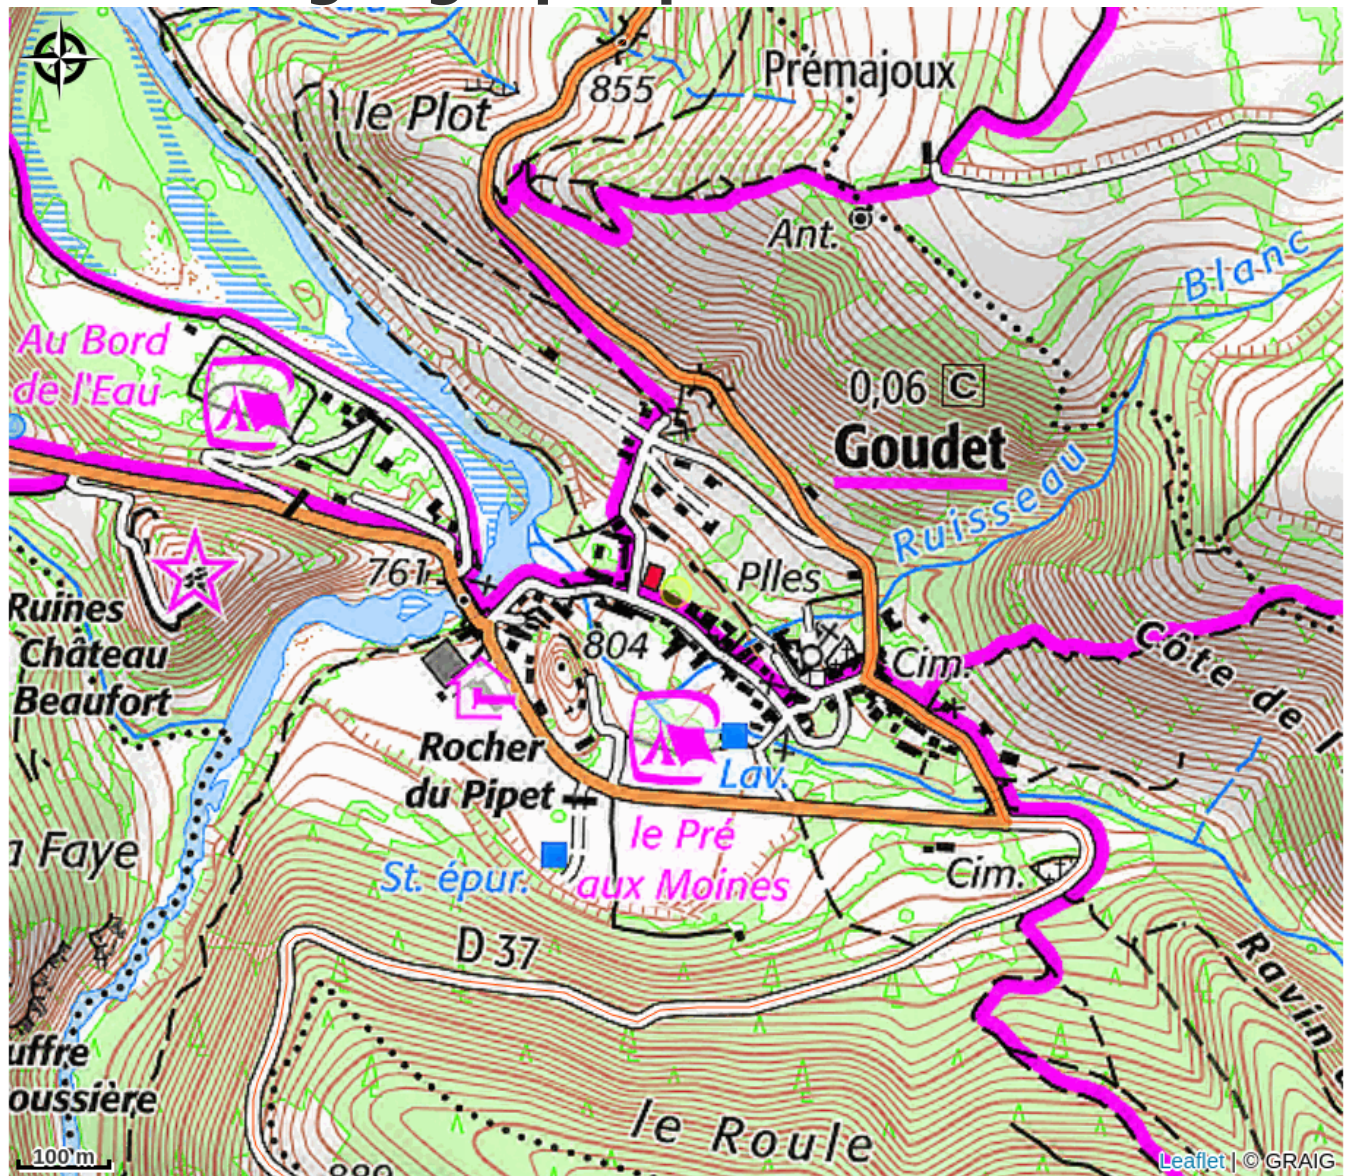 855
Prémajoux
le Plot
Ant.
Blanc
Au Bord
de l'Eau
0,06 C
Goudet
Ruisseau
761
Plles
Ruines
Château
Beaufort
804
Cim.
Côte de l'
Rocher
du Pipet
Lav.
le Pré
aux Moines
a Faye
St. épur.
Cim.
D 37
Ravin
uffre
oussière
le Roule
100 m
880
Leaflet | © GRAIG